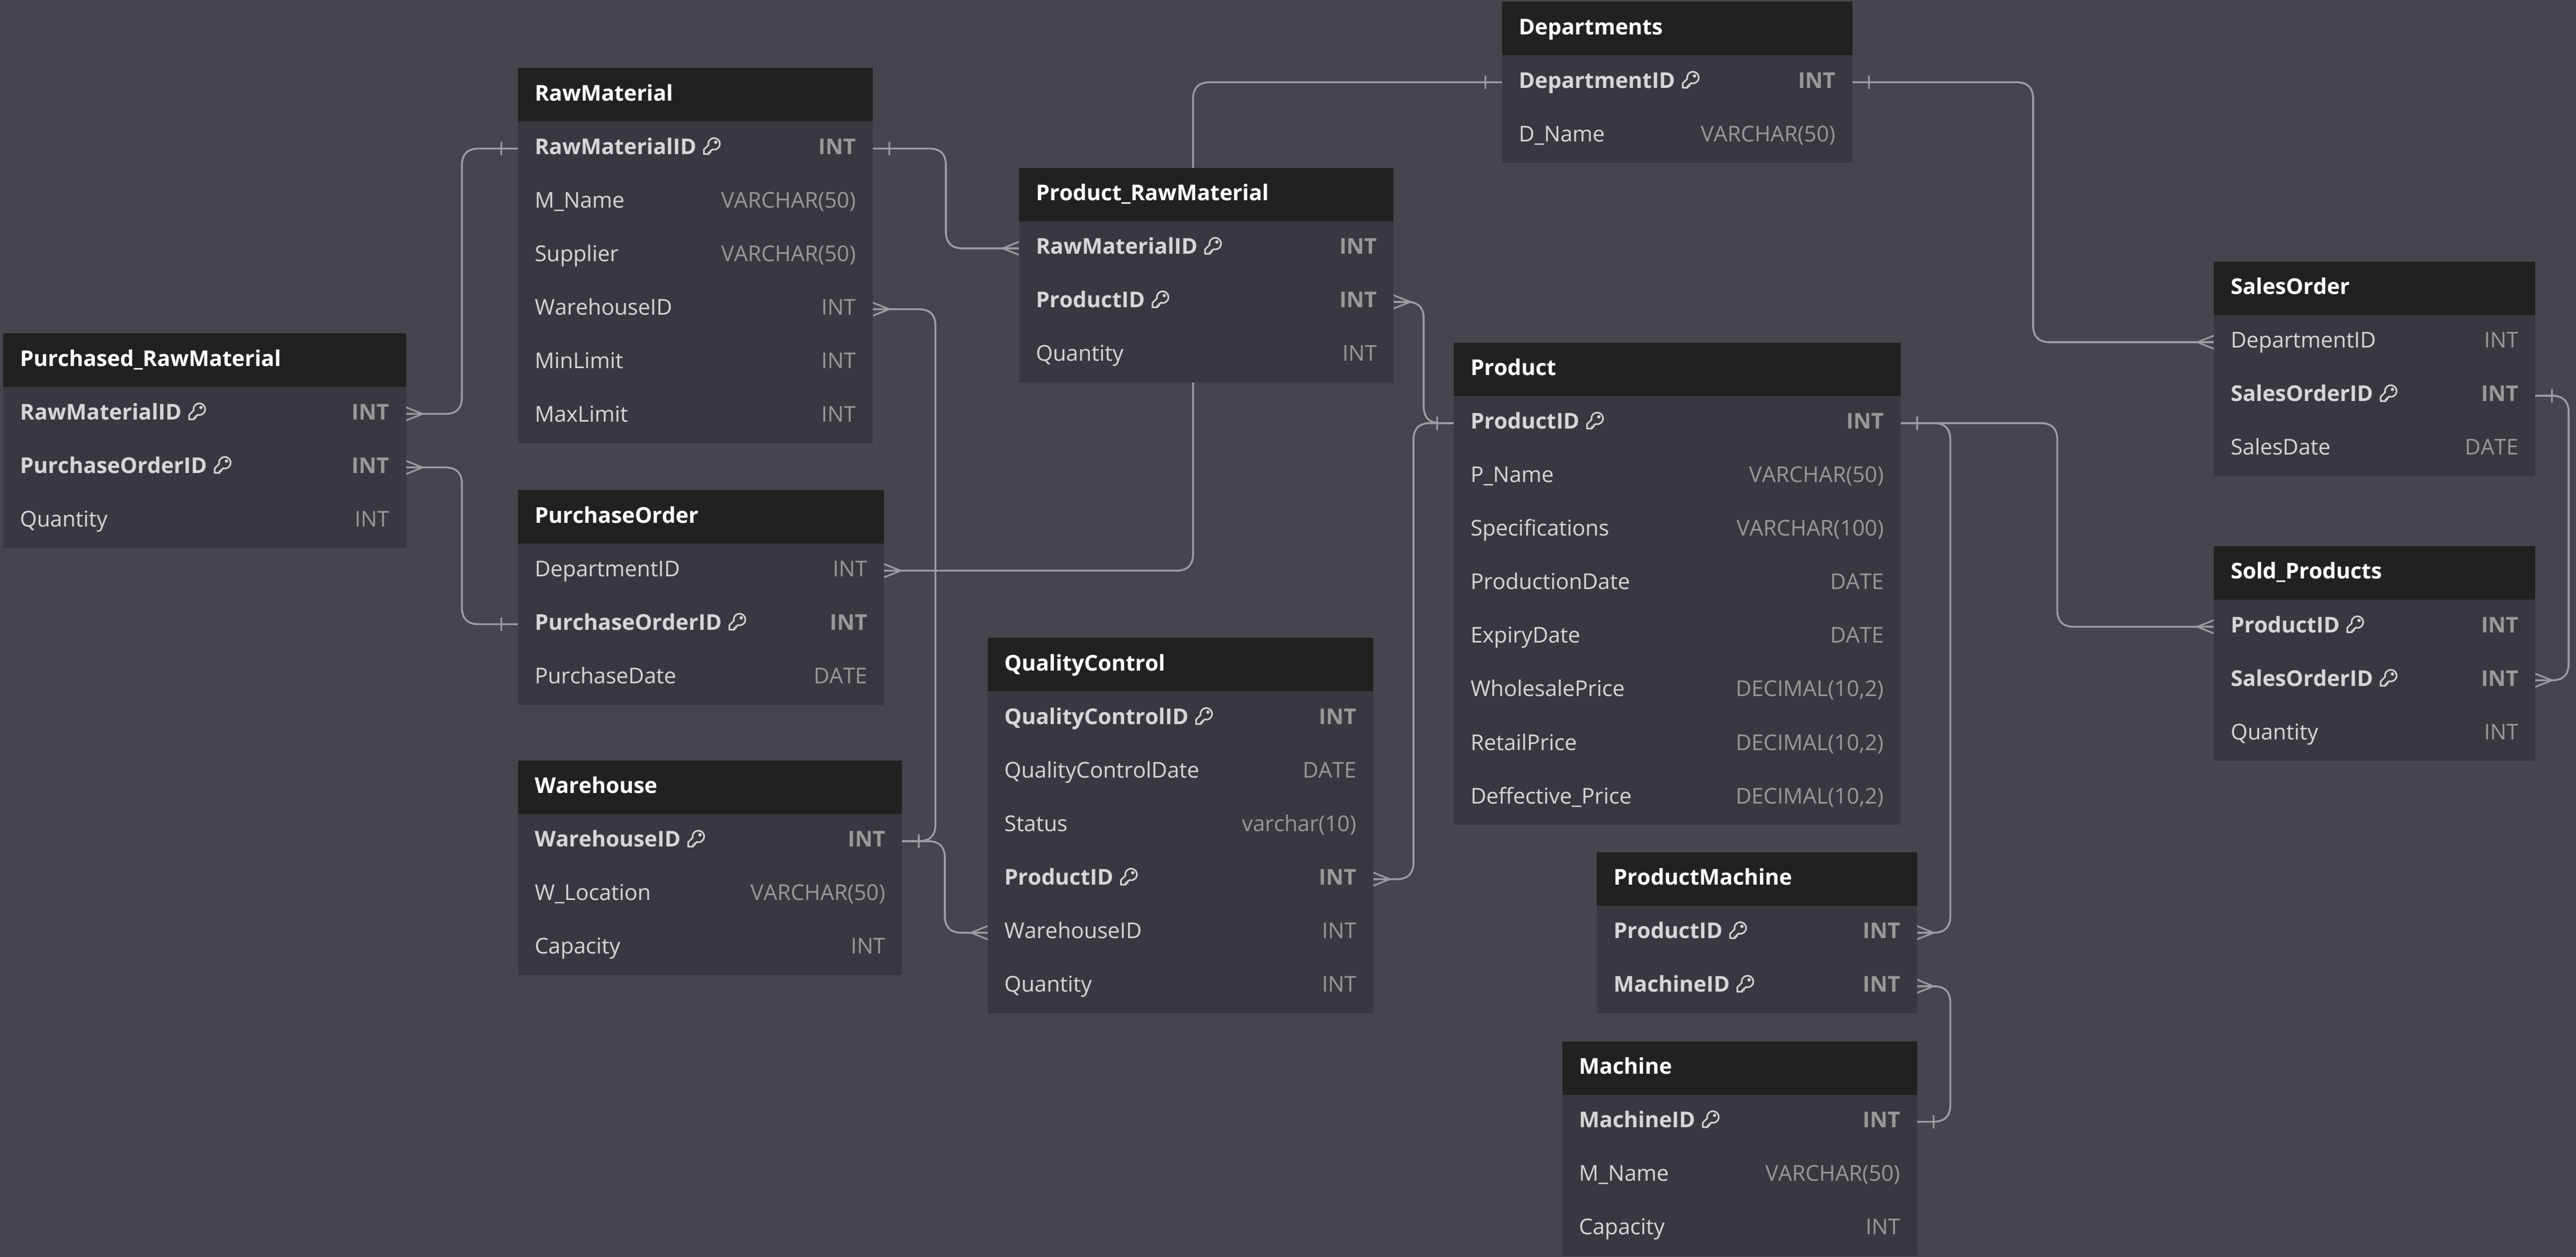 Departments
DepartmentID INT
D_Name VARCHAR(50)
RawMaterial
RawMaterialID INT
M_Name VARCHAR(50)
Supplier VARCHAR(50)
WarehouseID INT
MinLimit INT
MaxLimit INT
Product_RawMaterial
RawMaterialID INT
ProductID INT
Quantity INT
SalesOrder
DepartmentID INT
SalesOrderID INT
SalesDate DATE
Purchased_RawMaterial
RawMaterialID INT
PurchaseOrderID INT
Quantity INT
Product
ProductID INT
P_Name VARCHAR(50)
Specifications VARCHAR(100)
ProductionDate DATE
ExpiryDate DATE
WholesalePrice DECIMAL(10,2)
RetailPrice DECIMAL(10,2)
Deffective_Price DECIMAL(10,2)
PurchaseOrder
DepartmentID INT
PurchaseOrderID INT
PurchaseDate DATE
Sold_Products
ProductID INT
SalesOrderID INT
Quantity INT
QualityControl
QualityControlID INT
QualityControlDate DATE
Status varchar(10)
ProductID INT
WarehouseID INT
Quantity INT
Warehouse
WarehouseID INT
W_Location VARCHAR(50)
Capacity INT
ProductMachine
ProductID INT
MachineID INT
Machine
MachineID INT
M_Name VARCHAR(50)
Capacity INT